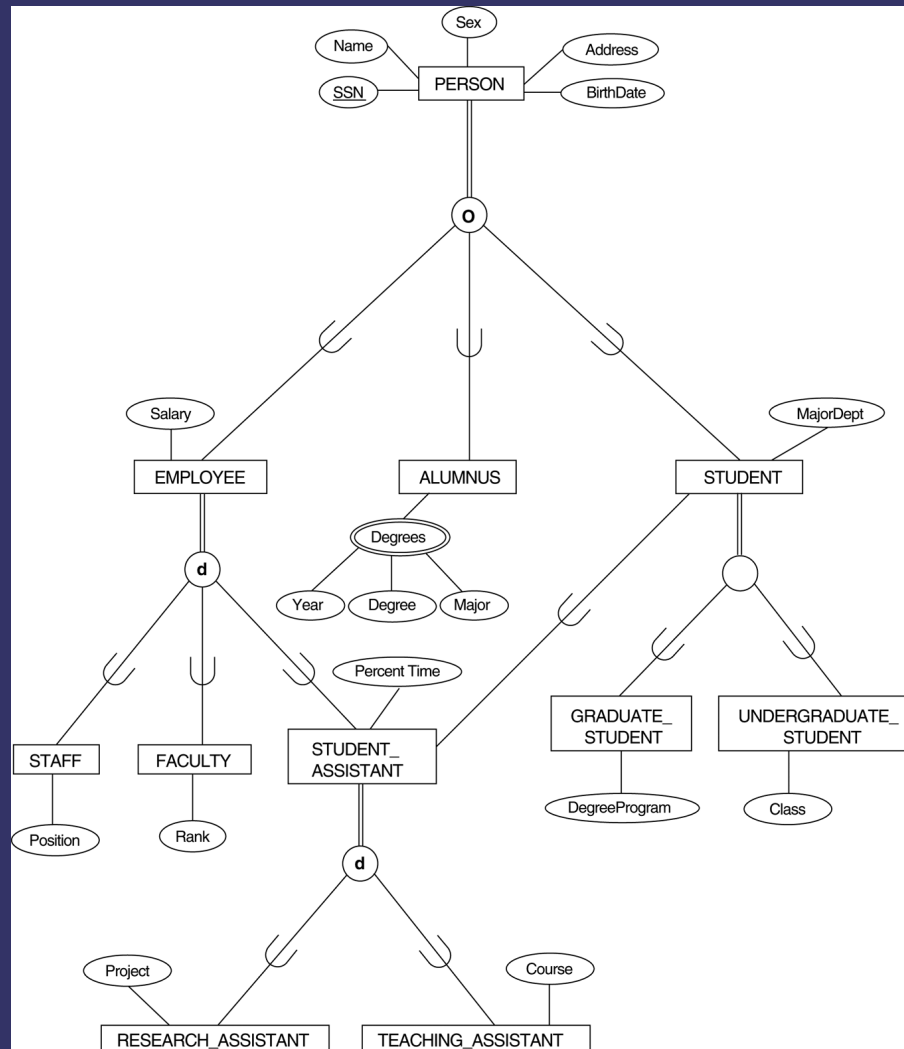 Sex
Name
Address
PERSON
SSN
BirthDate
O
Salary
MajorDept
EMPLOYEE
ALUMNUS
STUDENT
Degrees
d
Year
Degree
Major
Percent Time
GRADUATE_
STUDENT
UNDERGRADUATE_
STUDENT
STAFF
FACULTY
STUDENT_
ASSISTANT
DegreeProgram
Class
Position
Rank
d
Project
Course
RESEARCH_ASSISTANT
TEACHING_ASSISTANT